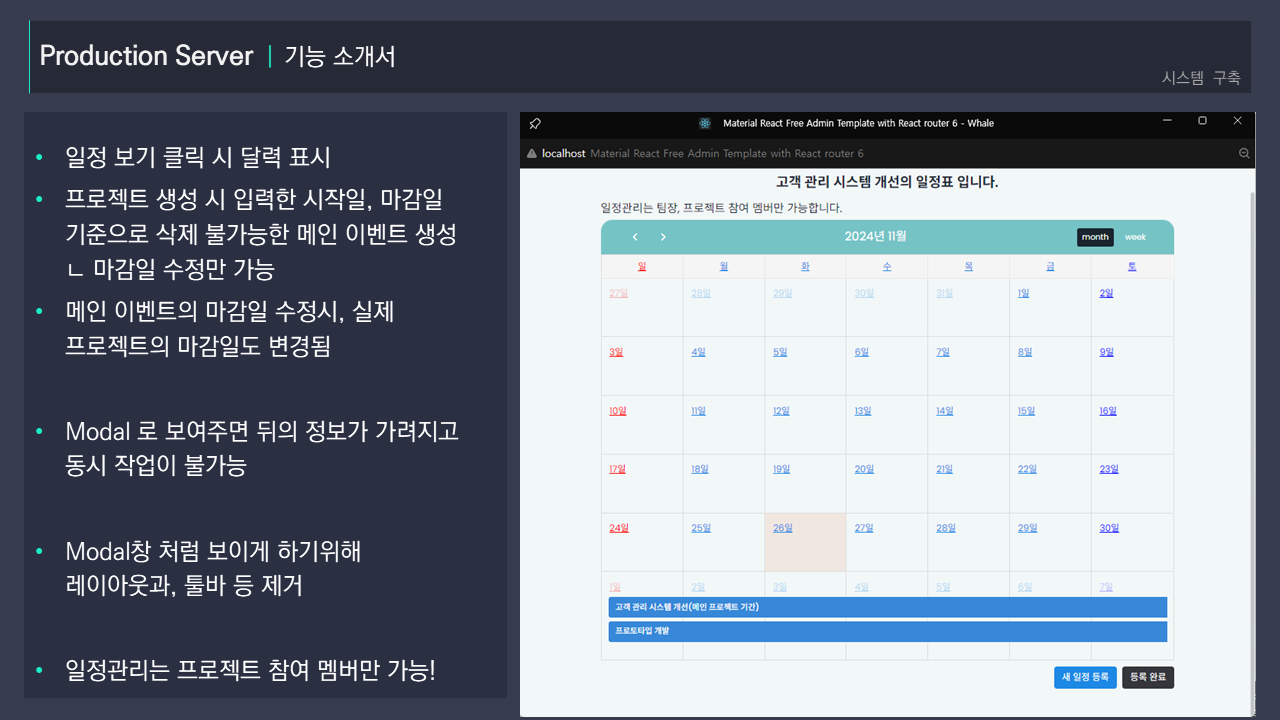 Production Server | 기능 소개서
시스템 구축
• 일정 보기 클릭 시 달력 표시
• 프로젝트 생성 시 입력한 시작일, 마감일
기준으로 삭제 불가능한 메인 이벤트 생성
ㄴ 마감일 수정만 가능
• 메인 이벤트의 마감일 수정시, 실제
프로젝트의 마감일도 변경됨
• Modal 로 보여주면 뒤의 정보가 가려지고
동시 작업이 불가능
• Modal창 처럼 보이게 하기위해
레이아웃과, 툴바 등 제거
• 일정관리는 프로젝트 참여 멤버만 가능!
Material React Free Admin Template with React router 6 - Whale
localhost Material React Free Admin Template with React router 6
고객 관리 시스템 개선의 일정표 입니다.
일정관리는 팀장, 프로젝트 참여 멤버만 가능합니다.
2024년 11월 month week
일 월 화 수 목 금 토
27일 28일 29일 30일 31일 1일 2일
3일 4일 5일 6일 7일 8일 9일
10일 11일 12일 13일 14일 15일 16일
17일 18일 19일 20일 21일 22일 23일
24일 25일 26일 27일 28일 29일 30일
1일 2일 3일 4일 5일 6일 7일
고객 관리 시스템 개선(메인 프로젝트 기간)
프로토타입 개발
새 일정 등록 등록 완료